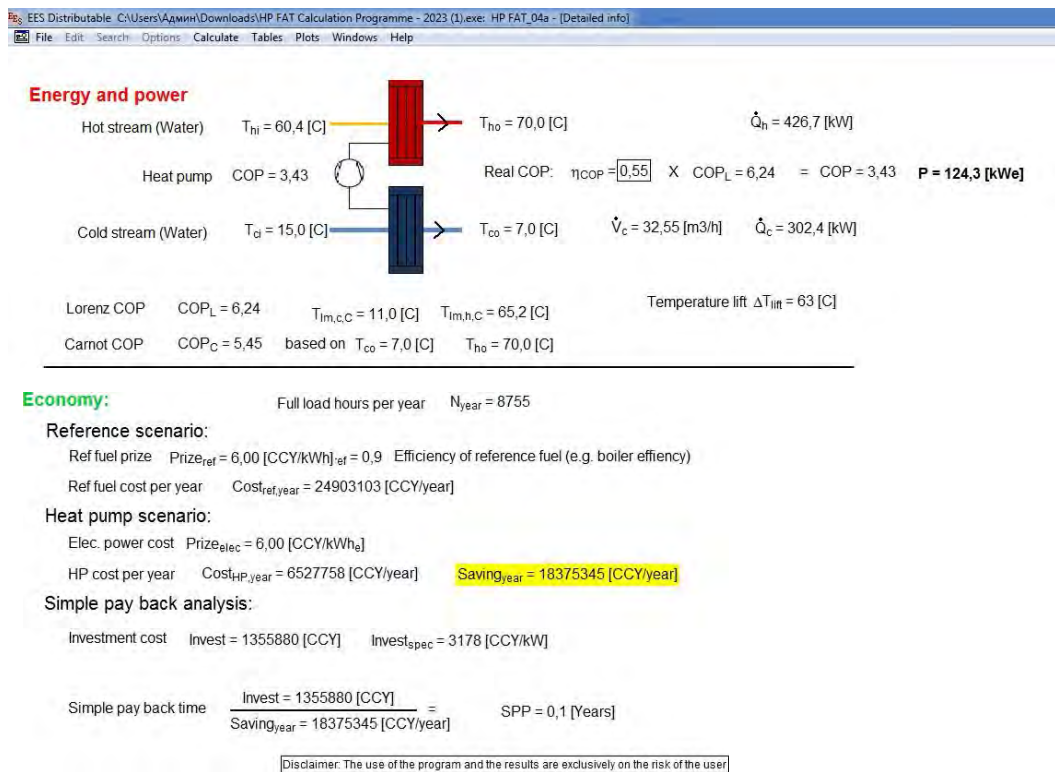 EES Distributable C:\Users\Админ\Downloads\HP FAT Calculation Programme - 2023 (1).exe: HP FAT_04a - [Detailed info]
File Edit Search Options Calculate Tables Plots Windows Help
Energy and power
Hot stream (Water) Thi = 60,4 [C] Tho = 70,0 [C] Q̇h = 426,7 [kW]
Heat pump COP = 3,43 Real COP: ηCOP = 0,55 X COPL = 6,24 = COP = 3,43 P = 124,3 [kWe]
Cold stream (Water) Tci = 15,0 [C] Tco = 7,0 [C] V̇c = 32,55 [m3/h] Q̇c = 302,4 [kW]
Lorenz COP COPL = 6,24 Tlm,c,C = 11,0 [C] Tlm,h,C = 65,2 [C] Temperature lift ΔTlift = 63 [C]
Carnot COP COPC = 5,45 based on Tco = 7,0 [C] Tho = 70,0 [C]
Economy: Full load hours per year Nyear = 8755
Reference scenario:
Ref fuel prize Prizeref = 6,00 [CCY/kWh] ref = 0,9 Efficiency of reference fuel (e.g. boiler effiency)
Ref fuel cost per year Costref,year = 24903103 [CCY/year]
Heat pump scenario:
Elec. power cost Prizeelec = 6,00 [CCY/kWhe]
HP cost per year CostHP,year = 6527758 [CCY/year] Savingyear = 18375345 [CCY/year]
Simple pay back analysis:
Investment cost Invest = 1355880 [CCY] Investspec = 3178 [CCY/kW]
Simple pay back time Invest = 1355880 [CCY] = SPP = 0,1 [Years]
Savingyear = 18375345 [CCY/year]
Disclaimer: The use of the program and the results are exclusively on the risk of the user